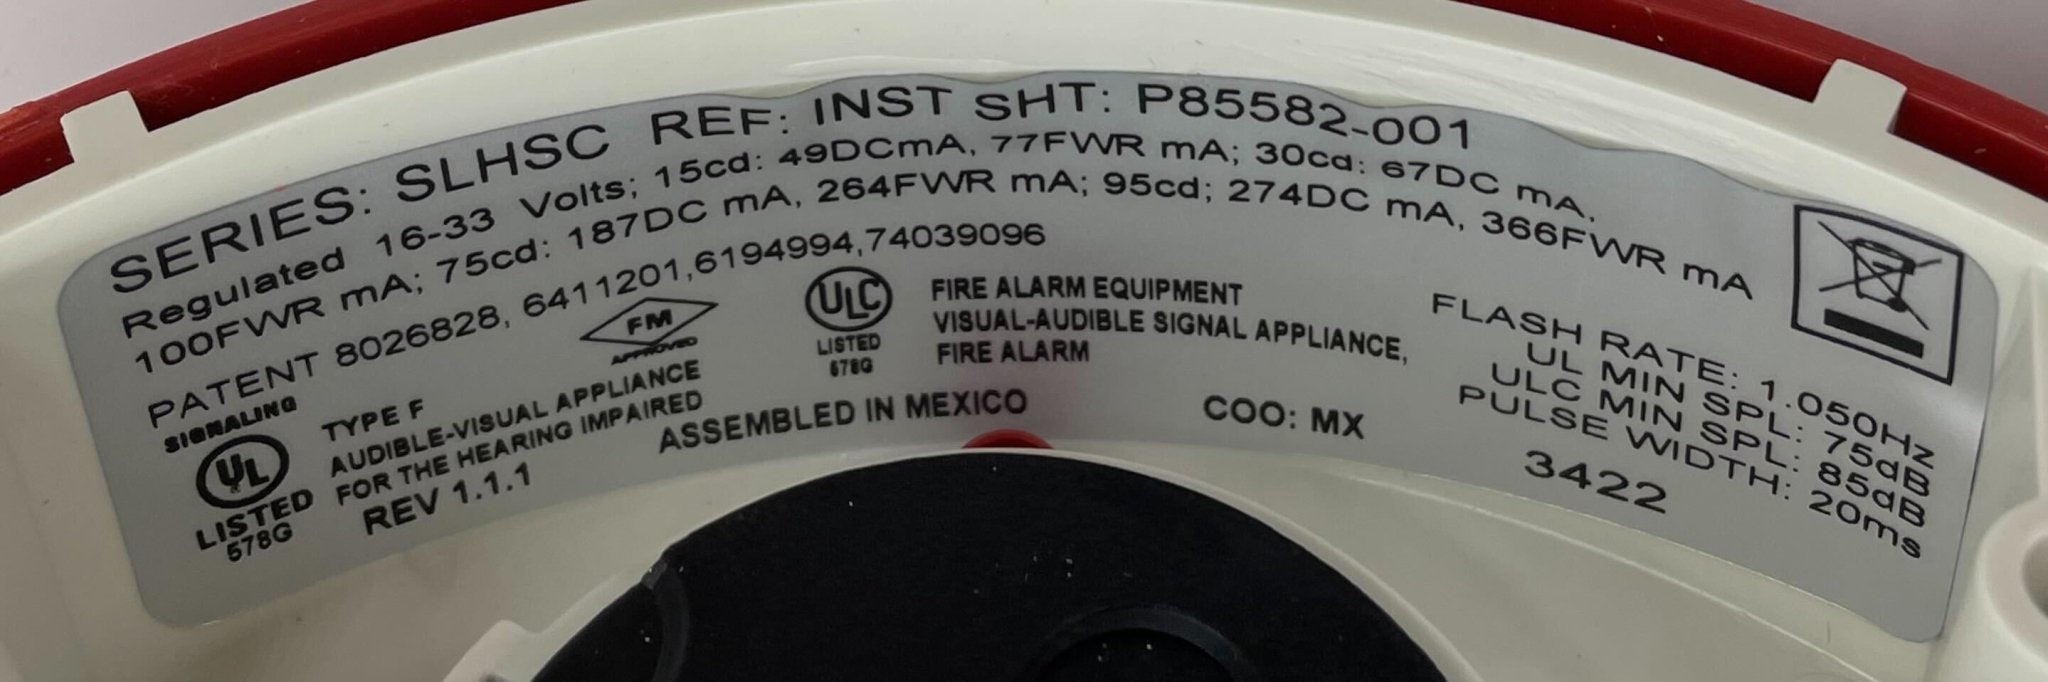 SERIES: SLHSC REF: INST SHT: P85582-001
Regulated 16-33 Volts; 15cd: 49DCmA, 77FWR mA; 30cd: 67DC mA,
100FWR mA; 75cd: 187DC mA, 264FWR mA; 95cd; 274DC mA, 366FWR mA
PATENT 8026828, 6411201,6194994,74039096
SIGNALING
UL
LISTED
578G
TYPE F
AUDIBLE-VISUAL APPLIANCE
FOR THE HEARING IMPAIRED
REV 1.1.1
FM
APPROVED
ULC
LISTED
578G
FIRE ALARM EQUIPMENT
VISUAL-AUDIBLE SIGNAL APPLIANCE,
FIRE ALARM
ASSEMBLED IN MEXICO
COO: MX
FLASH RATE: 1.050Hz
UL MIN SPL: 75dB
ULC MIN SPL: 85dB
PULSE WIDTH: 20ms
3422